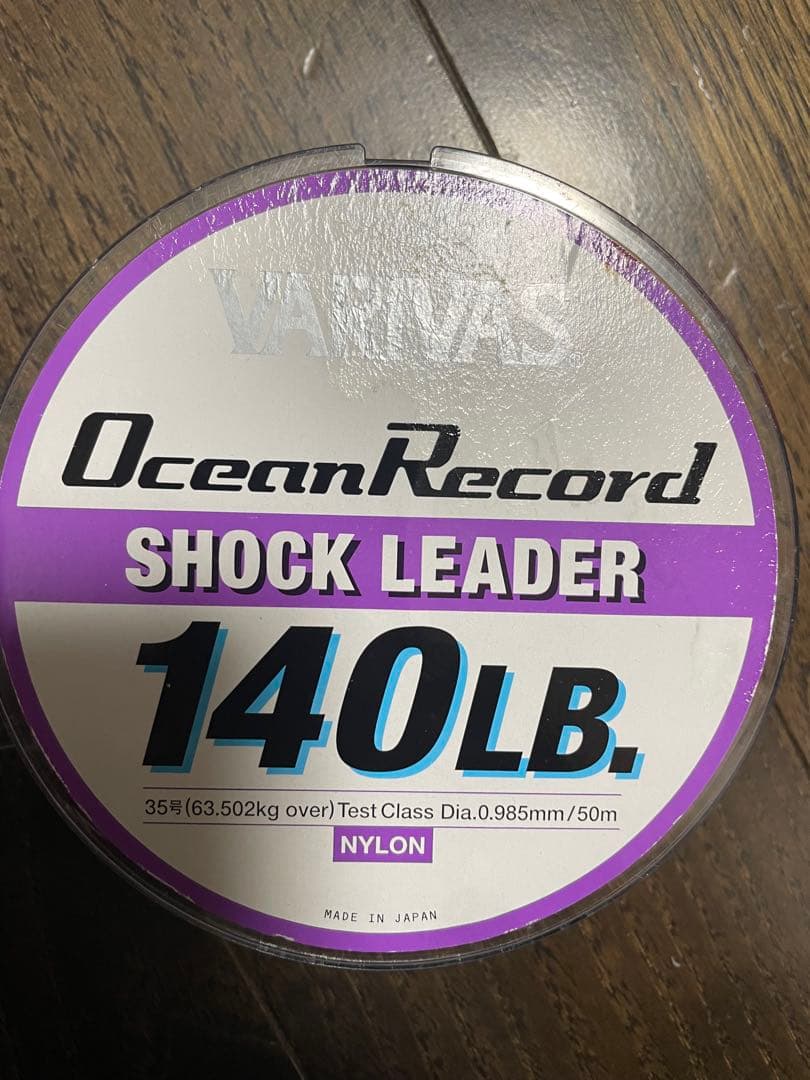 VARIVAS®
OceanRecord
SHOCK LEADER
140LB.
35号(63.502kg over) Test Class Dia.0.985mm/50m
NYLON
MADE IN JAPAN